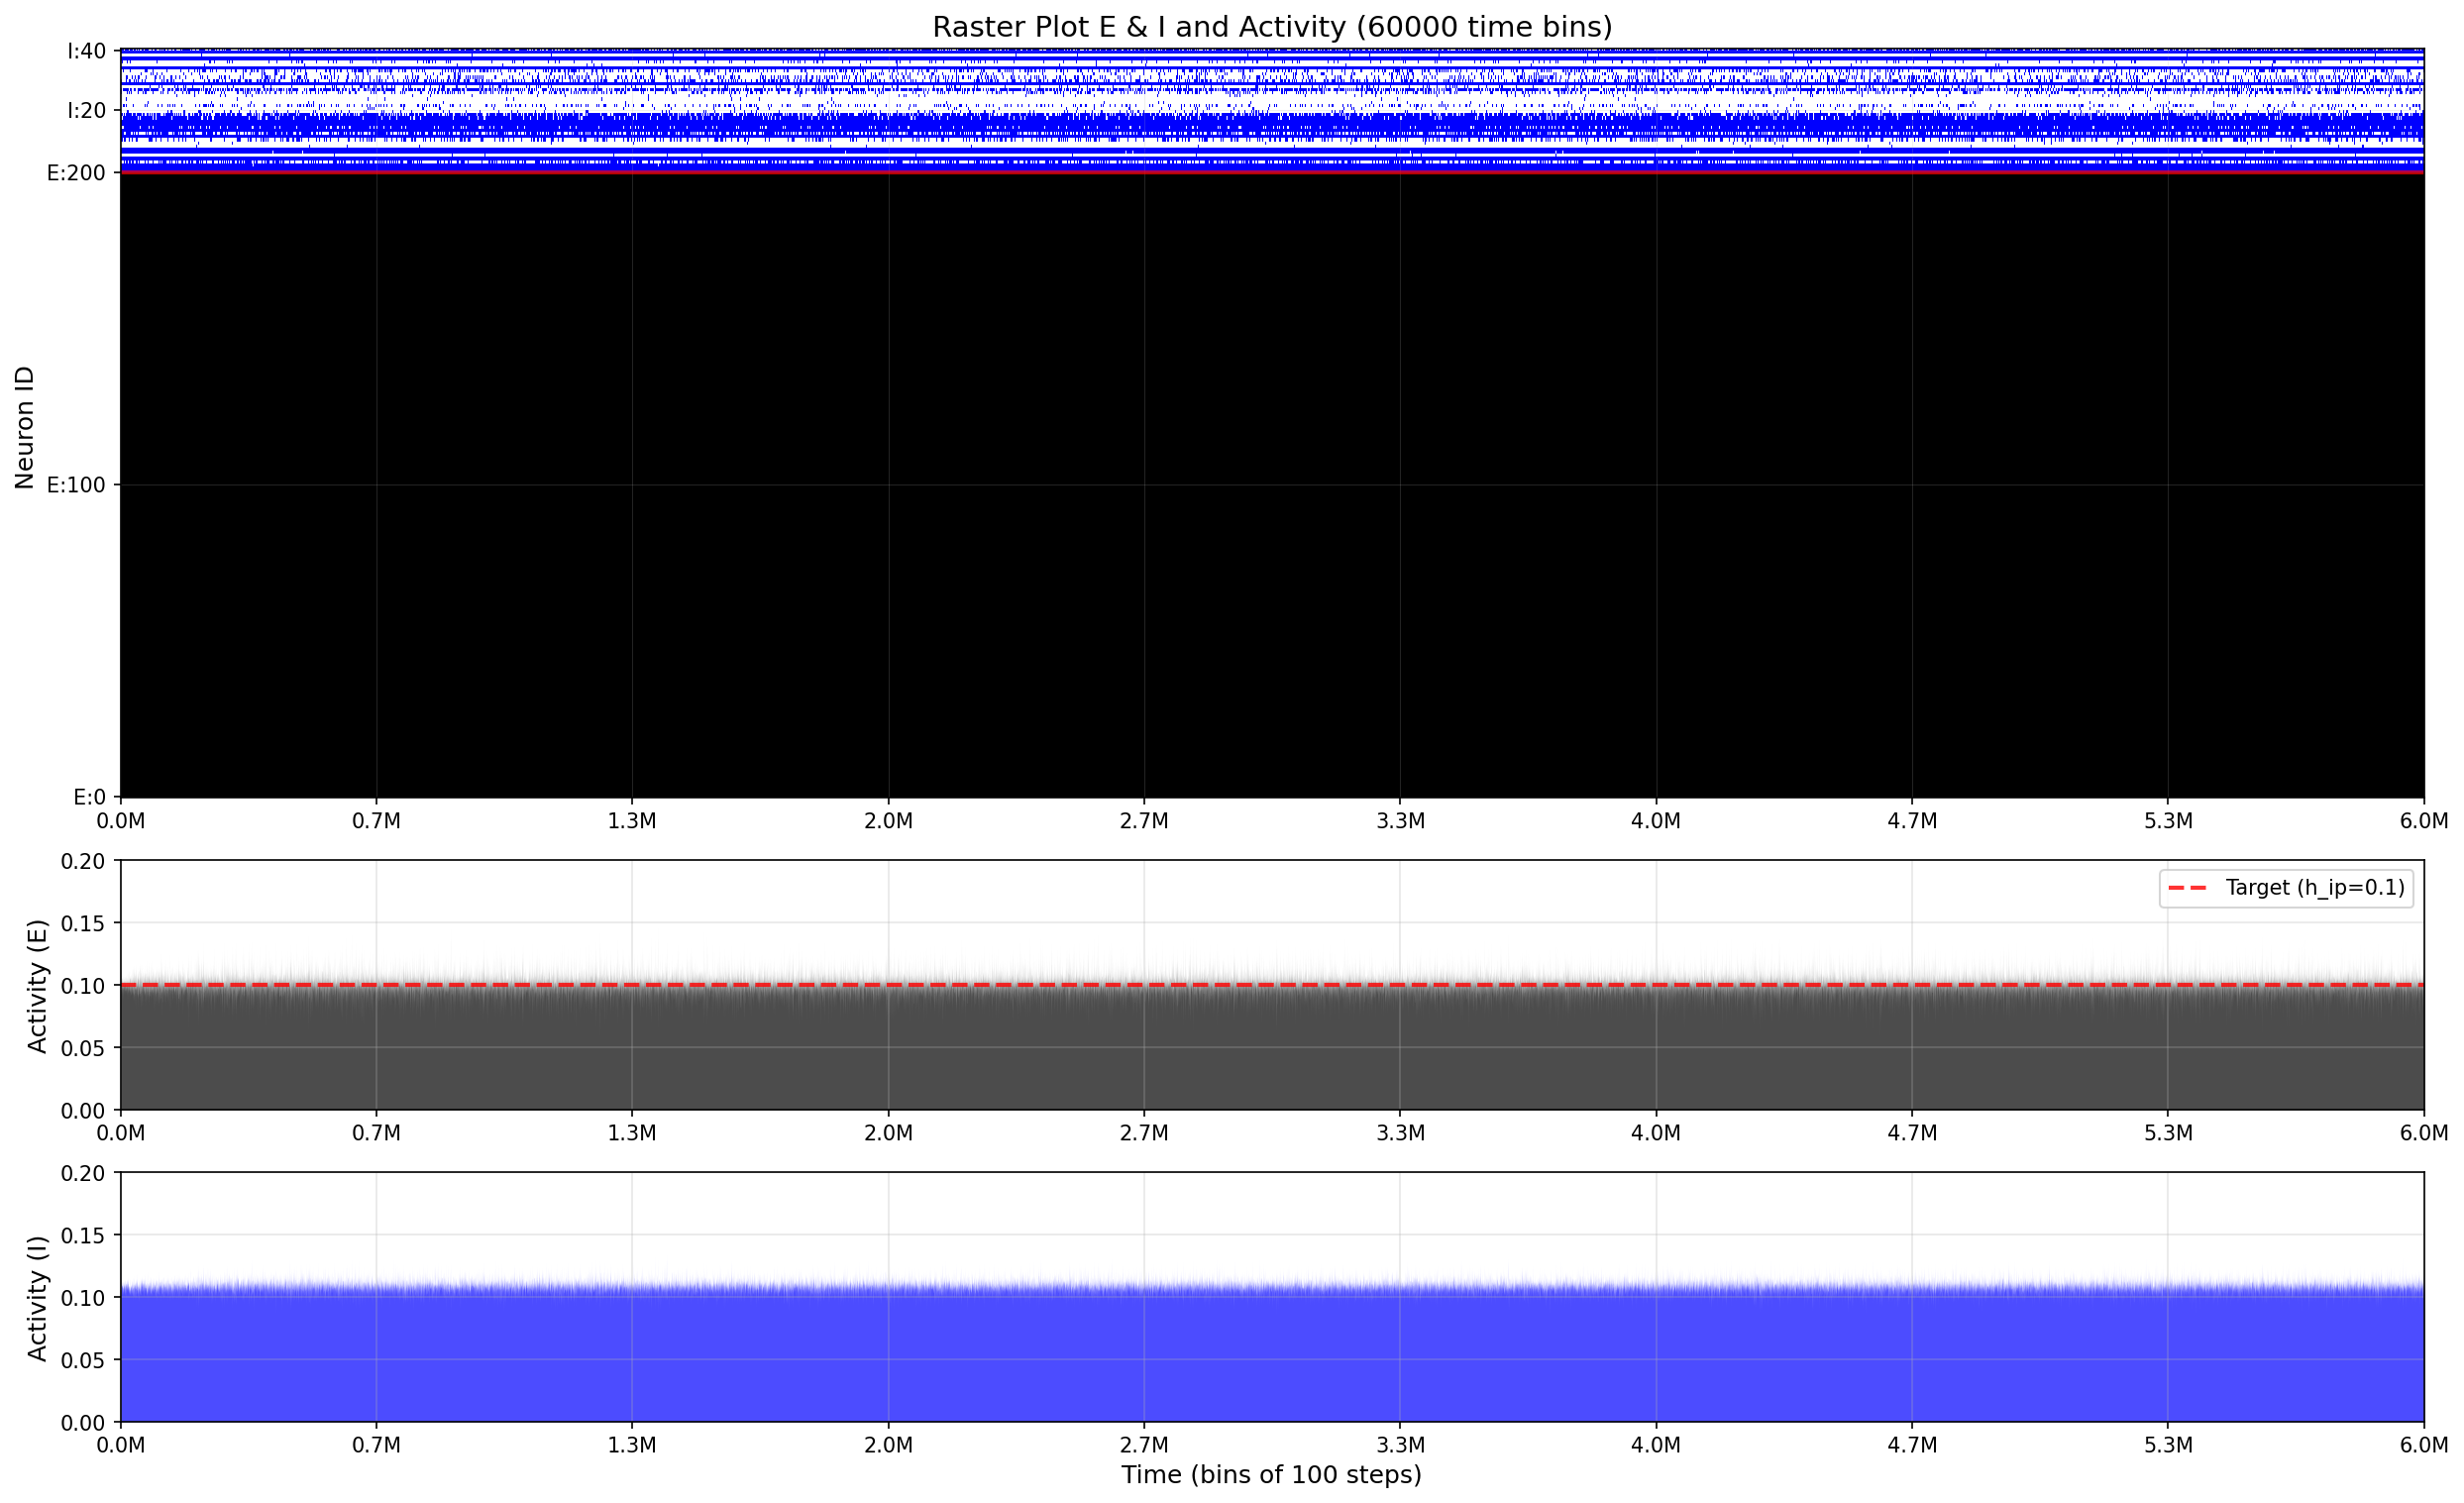 Raster Plot E & I and Activity (60000 time bins)
Neuron ID
I:40
I:20
E:200
E:100
E:0
0.0M 0.7M 1.3M 2.0M 2.7M 3.3M 4.0M 4.7M 5.3M 6.0M
Activity (E)
0.20
0.15
0.10
0.05
0.00
Target (h_ip=0.1)
0.0M 0.7M 1.3M 2.0M 2.7M 3.3M 4.0M 4.7M 5.3M 6.0M
Activity (I)
0.20
0.15
0.10
0.05
0.00
0.0M 0.7M 1.3M 2.0M 2.7M 3.3M 4.0M 4.7M 5.3M 6.0M
Time (bins of 100 steps)